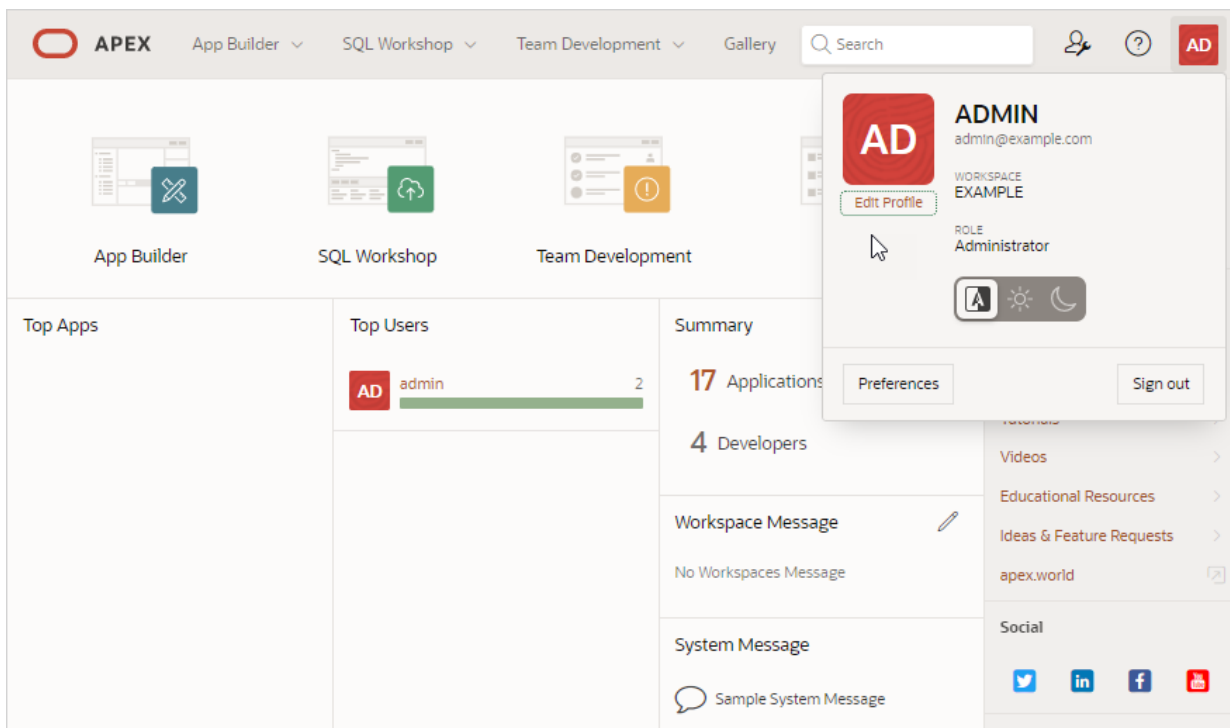 APEX App Builder SQL Workshop Team Development Gallery Search AD
AD
ADMIN
admin@example.com
Edit Profile
WORKSPACE
EXAMPLE
ROLE
Administrator
Preferences Sign out
App Builder SQL Workshop Team Development
Top Apps
Top Users
AD admin 2
Summary
17 Applications
4 Developers
Workspace Message
No Workspaces Message
System Message
Sample System Message
Tutorials
Videos
Educational Resources
Ideas & Feature Requests
apex.world
Social